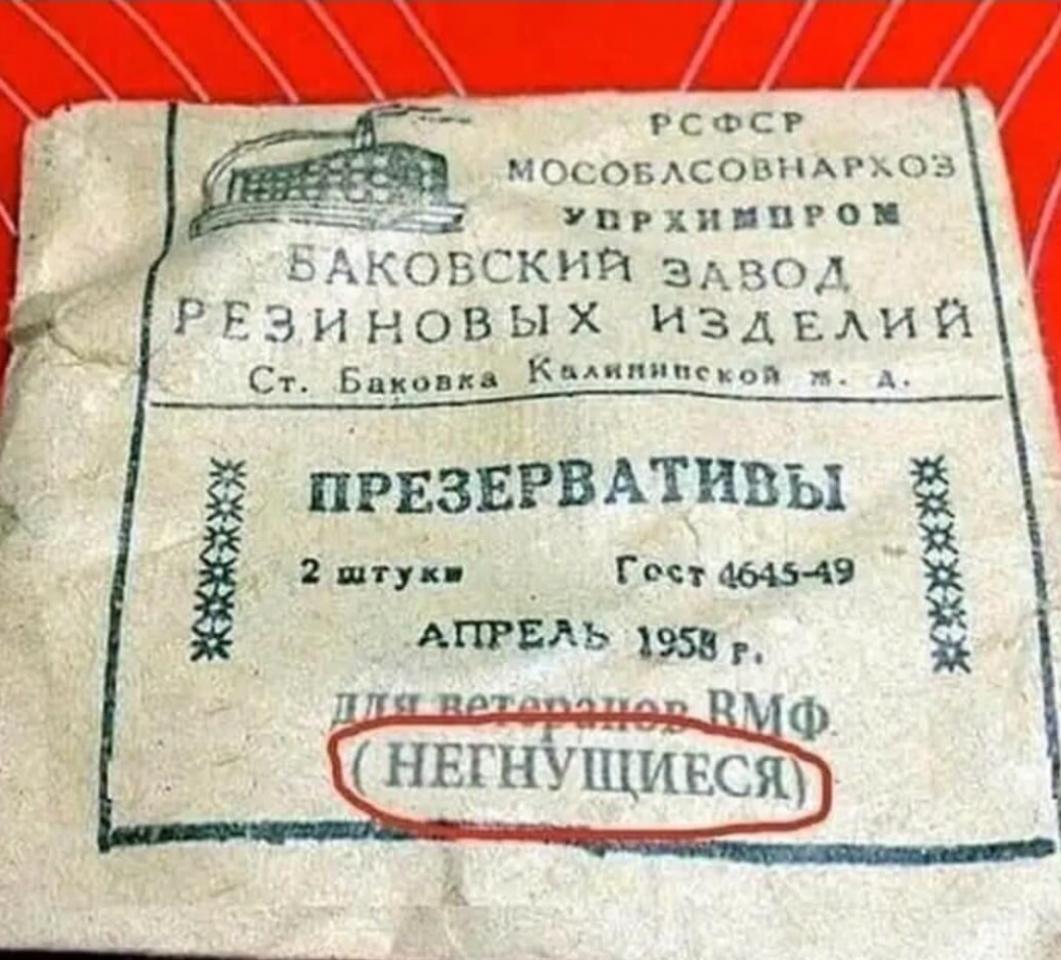 РСФСР
МОСОБЛСОВНАРХОЗ
УПРХИМПРОМ
БАКОВСКИЙ ЗАВОД
РЕЗИНОВЫХ ИЗДЕЛИЙ
Ст. Баковка Калининской ж. д.
ПРЕЗЕРВАТИВЫ
2 штуки Гост 4645-49
АПРЕЛЬ 1958 г.
для ветеранов ВМФ
(НЕГНУЩИЕСЯ)